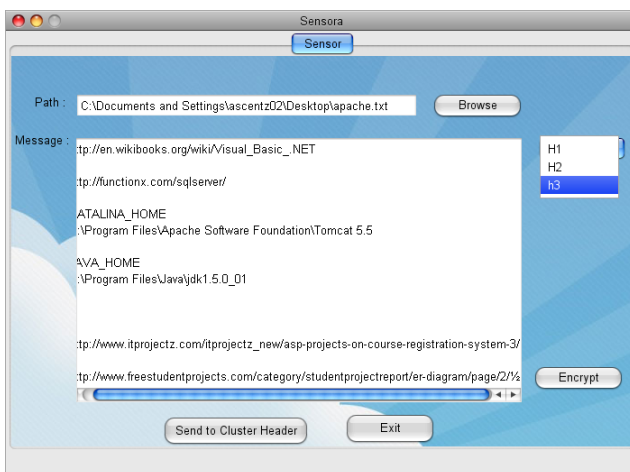 Sensora
Sensor
Path :
C:\Documents and Settings\ascentz02\Desktop\apache.txt
Browse
Message :
:tp://en.wikibooks.org/wiki/Visual_Basic_.NET
:tp://functionx.com/sqlserver/
ATALINA_HOME
:\Program Files\Apache Software Foundation\Tomcat 5.5
AVA_HOME
:\Program Files\Java\jdk1.5.0_01
:tp://www.itprojectz.com/itprojectz_new/asp-projects-on-course-registration-system-3/
:tp://www.freestudentprojects.com/category/studentprojectreport/er-diagram/page/2/½
H1
H2
h3
Encrypt
Send to Cluster Header
Exit